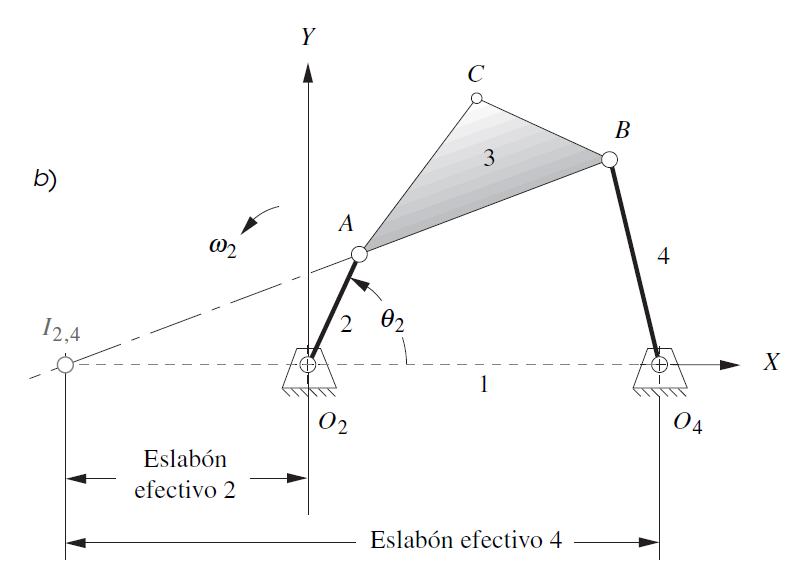 Y
C
B
b)
3
A
ω2
4
I2,4
2
θ2
X
1
O2
O4
Eslabón
efectivo 2
Eslabón efectivo 4